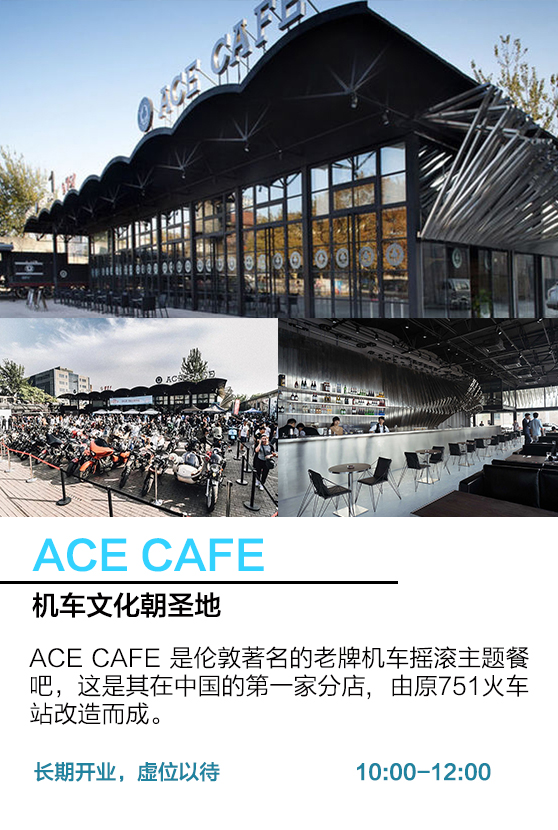 ACE CAFE
ACE CAFE
ACE CAFE
机车文化朝圣地
ACE CAFE 是伦敦著名的老牌机车摇滚主题餐
吧，这是其在中国的第一家分店，由原751火车
站改造而成。
长期开业，虚位以待
10:00-12:00